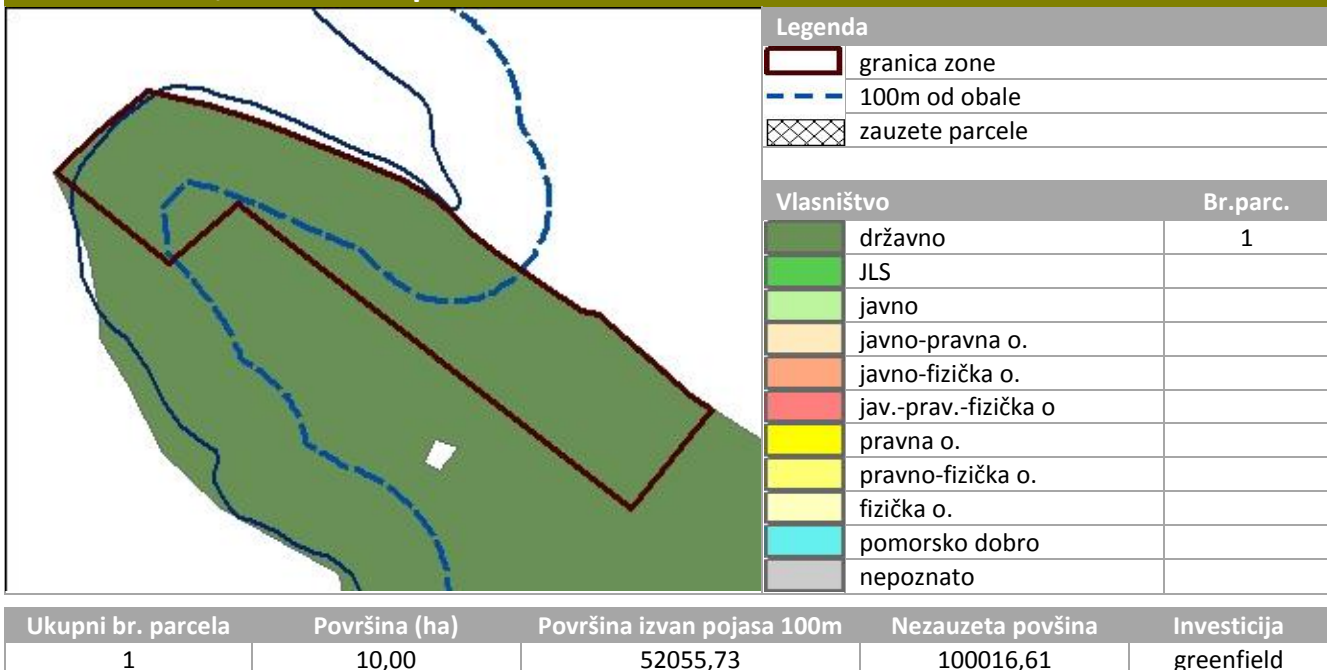 Legenda
granica zone
100m od obale
zauzete parcele
Vlasništvo Br.parc.
državno 1
JLS
javno
javno-pravna o.
javno-fizička o.
jav.-prav.-fizička o
pravna o.
pravno-fizička o.
fizička o.
pomorsko dobro
nepoznato
Ukupni br. parcela Površina (ha) Površina izvan pojasa 100m Nezauzeta povšina Investicija
1 10,00 52055,73 100016,61 greenfield